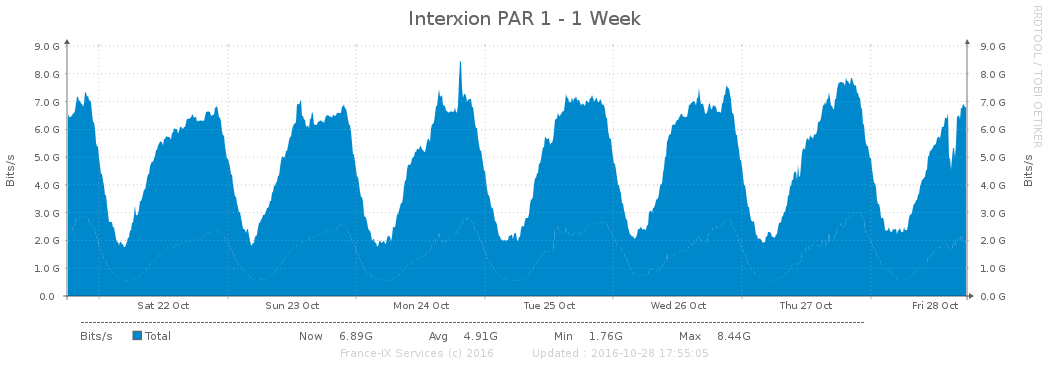 Interxion PAR 1 - 1 Week
RRDTOOL / TOBI OETIKER
Bits/s
9.0 G 9.0 G
8.0 G 8.0 G
7.0 G 7.0 G
6.0 G 6.0 G
5.0 G 5.0 G
4.0 G 4.0 G
3.0 G 3.0 G
2.0 G 2.0 G
1.0 G 1.0 G
0.0 0.0 G
Bits/s
Sat 22 Oct Sun 23 Oct Mon 24 Oct Tue 25 Oct Wed 26 Oct Thu 27 Oct Fri 28 Oct
Bits/s Total Now 6.89G Avg 4.91G Min 1.76G Max 8.44G
France-IX Services (c) 2016 Updated : 2016-10-28 17:55:05